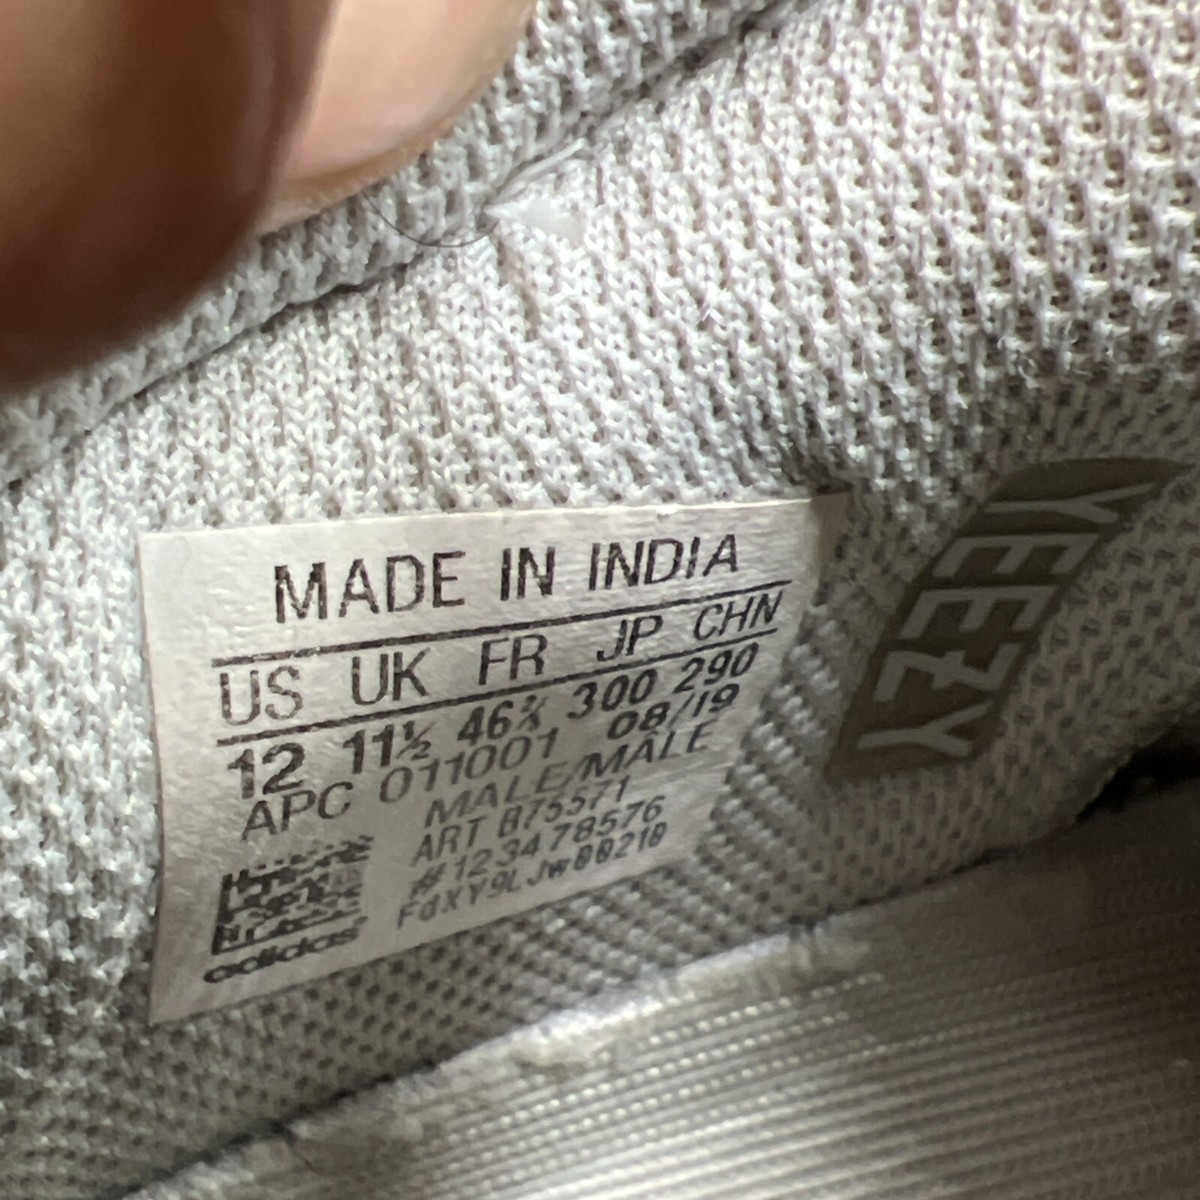 MADE IN INDIA
US UK FR JP CHN
12 11½ 46⅔ 300 290
APC 011001 08/19
MALE/MÂLE
ART B75571
#123478576
FQXY9LJW00210
adidas
YEEZY